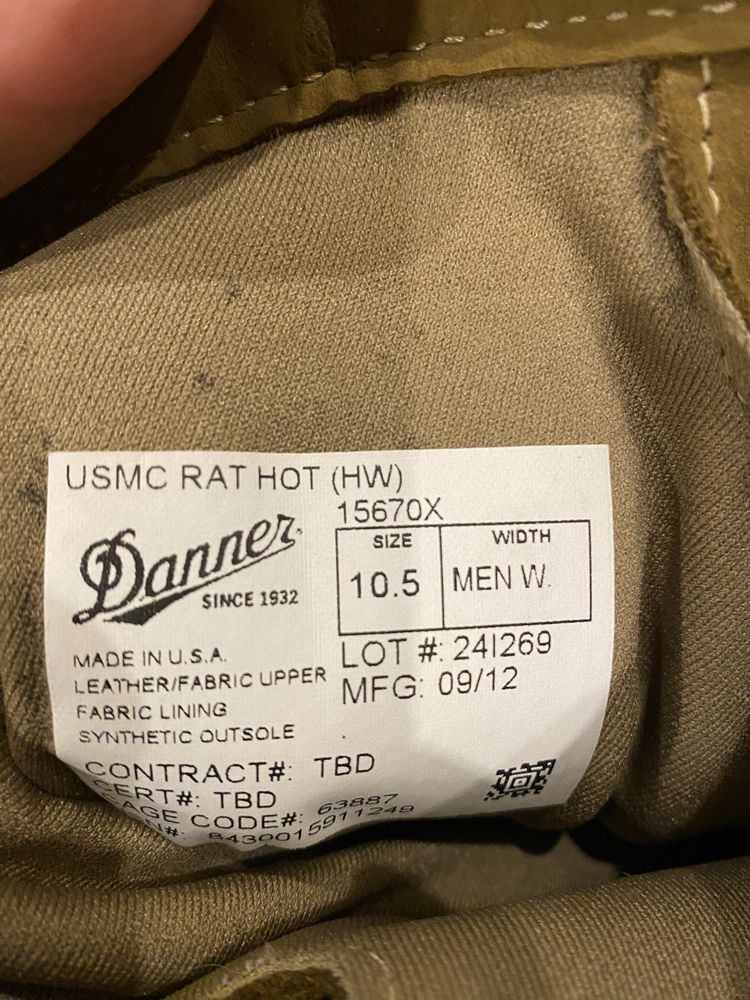 USMC RAT HOT (HW)
15670X
Danner
SINCE 1932
SIZE
WIDTH
10.5
MEN W.
LOT #: 24I269
MFG: 09/12
MADE IN U.S.A.
LEATHER/FABRIC UPPER
FABRIC LINING
SYNTHETIC OUTSOLE
CONTRACT#: TBD
CERT#: TBD
CAGE CODE#: 63887
8430015911249